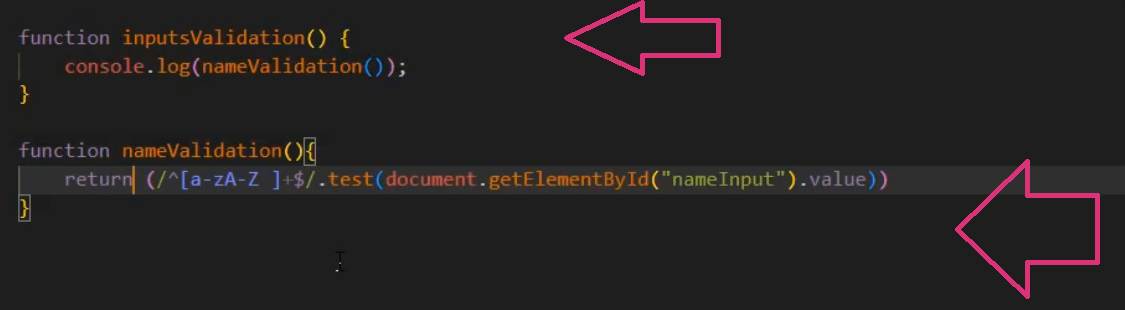 function inputsValidation() {
console.log(nameValidation());
}
function nameValidation(){
return (/^[a-zA-Z ]+$/.test(document.getElementById("nameInput").value))
}